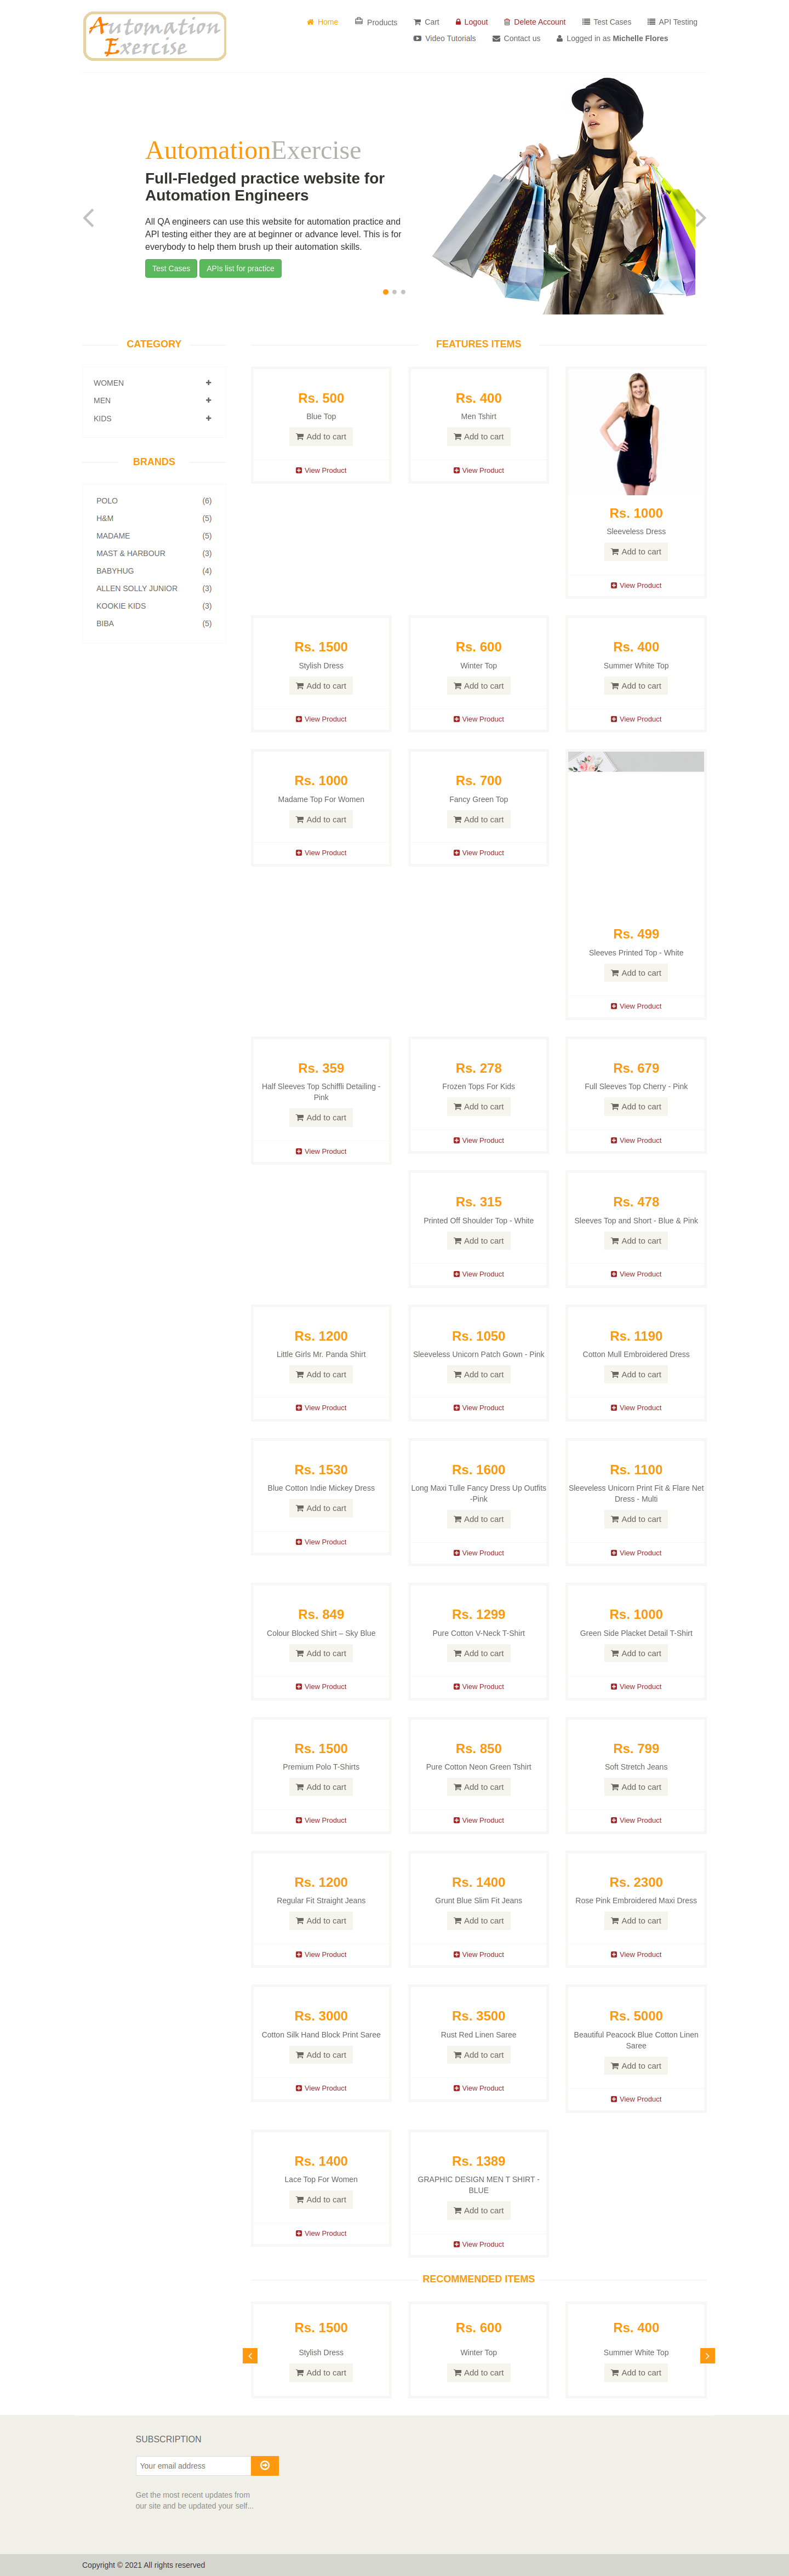 Automation
Exercise
Home
Products
Cart
Logout
Delete Account
Test Cases
API Testing
Video Tutorials
Contact us
Logged in as Michelle Flores
AutomationExercise
Full-Fledged practice website for
Automation Engineers
All QA engineers can use this website for automation practice and
API testing either they are at beginner or advance level. This is for
everybody to help them brush up their automation skills.
Test Cases
APIs list for practice
CATEGORY
WOMEN
MEN
KIDS
BRANDS
POLO (6)
H&M (5)
MADAME (5)
MAST & HARBOUR (3)
BABYHUG (4)
ALLEN SOLLY JUNIOR (3)
KOOKIE KIDS (3)
BIBA (5)
FEATURES ITEMS
Rs. 500
Blue Top
Add to cart
View Product
Rs. 400
Men Tshirt
Add to cart
View Product
Rs. 1000
Sleeveless Dress
Add to cart
View Product
Rs. 1500
Stylish Dress
Add to cart
View Product
Rs. 600
Winter Top
Add to cart
View Product
Rs. 400
Summer White Top
Add to cart
View Product
Rs. 1000
Madame Top For Women
Add to cart
View Product
Rs. 700
Fancy Green Top
Add to cart
View Product
Rs. 499
Sleeves Printed Top - White
Add to cart
View Product
Rs. 359
Half Sleeves Top Schiffli Detailing -
Pink
Add to cart
View Product
Rs. 278
Frozen Tops For Kids
Add to cart
View Product
Rs. 679
Full Sleeves Top Cherry - Pink
Add to cart
View Product
Rs. 315
Printed Off Shoulder Top - White
Add to cart
View Product
Rs. 478
Sleeves Top and Short - Blue & Pink
Add to cart
View Product
Rs. 1200
Little Girls Mr. Panda Shirt
Add to cart
View Product
Rs. 1050
Sleeveless Unicorn Patch Gown - Pink
Add to cart
View Product
Rs. 1190
Cotton Mull Embroidered Dress
Add to cart
View Product
Rs. 1530
Blue Cotton Indie Mickey Dress
Add to cart
View Product
Rs. 1600
Long Maxi Tulle Fancy Dress Up Outfits
-Pink
Add to cart
View Product
Rs. 1100
Sleeveless Unicorn Print Fit & Flare Net
Dress - Multi
Add to cart
View Product
Rs. 849
Colour Blocked Shirt – Sky Blue
Add to cart
View Product
Rs. 1299
Pure Cotton V-Neck T-Shirt
Add to cart
View Product
Rs. 1000
Green Side Placket Detail T-Shirt
Add to cart
View Product
Rs. 1500
Premium Polo T-Shirts
Add to cart
View Product
Rs. 850
Pure Cotton Neon Green Tshirt
Add to cart
View Product
Rs. 799
Soft Stretch Jeans
Add to cart
View Product
Rs. 1200
Regular Fit Straight Jeans
Add to cart
View Product
Rs. 1400
Grunt Blue Slim Fit Jeans
Add to cart
View Product
Rs. 2300
Rose Pink Embroidered Maxi Dress
Add to cart
View Product
Rs. 3000
Cotton Silk Hand Block Print Saree
Add to cart
View Product
Rs. 3500
Rust Red Linen Saree
Add to cart
View Product
Rs. 5000
Beautiful Peacock Blue Cotton Linen
Saree
Add to cart
View Product
Rs. 1400
Lace Top For Women
Add to cart
View Product
Rs. 1389
GRAPHIC DESIGN MEN T SHIRT -
BLUE
Add to cart
View Product
RECOMMENDED ITEMS
Rs. 1500
Stylish Dress
Add to cart
Rs. 600
Winter Top
Add to cart
Rs. 400
Summer White Top
Add to cart
SUBSCRIPTION
Your email address
Get the most recent updates from
our site and be updated your self...
Copyright © 2021 All rights reserved